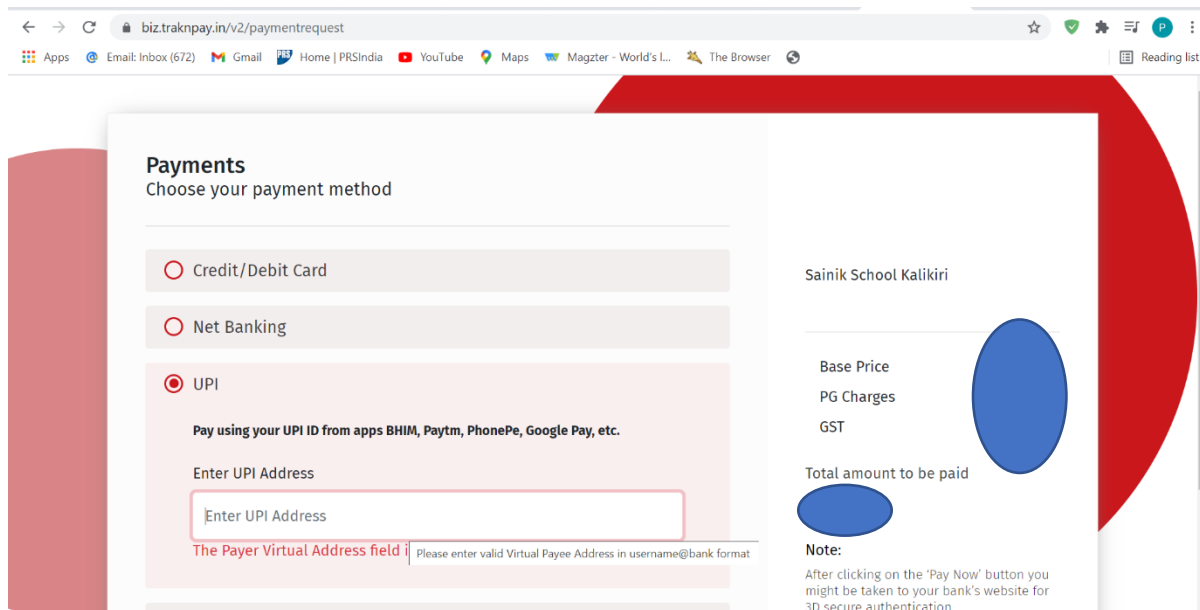 biz.traknpay.in/v2/paymentrequest
P
Apps Email: Inbox (672) Gmail PRS Home | PRSIndia YouTube Maps Magzter - World's l... The Browser Reading list
Payments
Choose your payment method
Credit/Debit Card
Net Banking
UPI
Pay using your UPI ID from apps BHIM, Paytm, PhonePe, Google Pay, etc.
Enter UPI Address
Enter UPI Address
The Payer Virtual Address field i
Please enter valid Virtual Payee Address in username@bank format
Sainik School Kalikiri
Base Price
PG Charges
GST
Total amount to be paid
Note:
After clicking on the 'Pay Now' button you
might be taken to your bank's website for
3D secure authentication